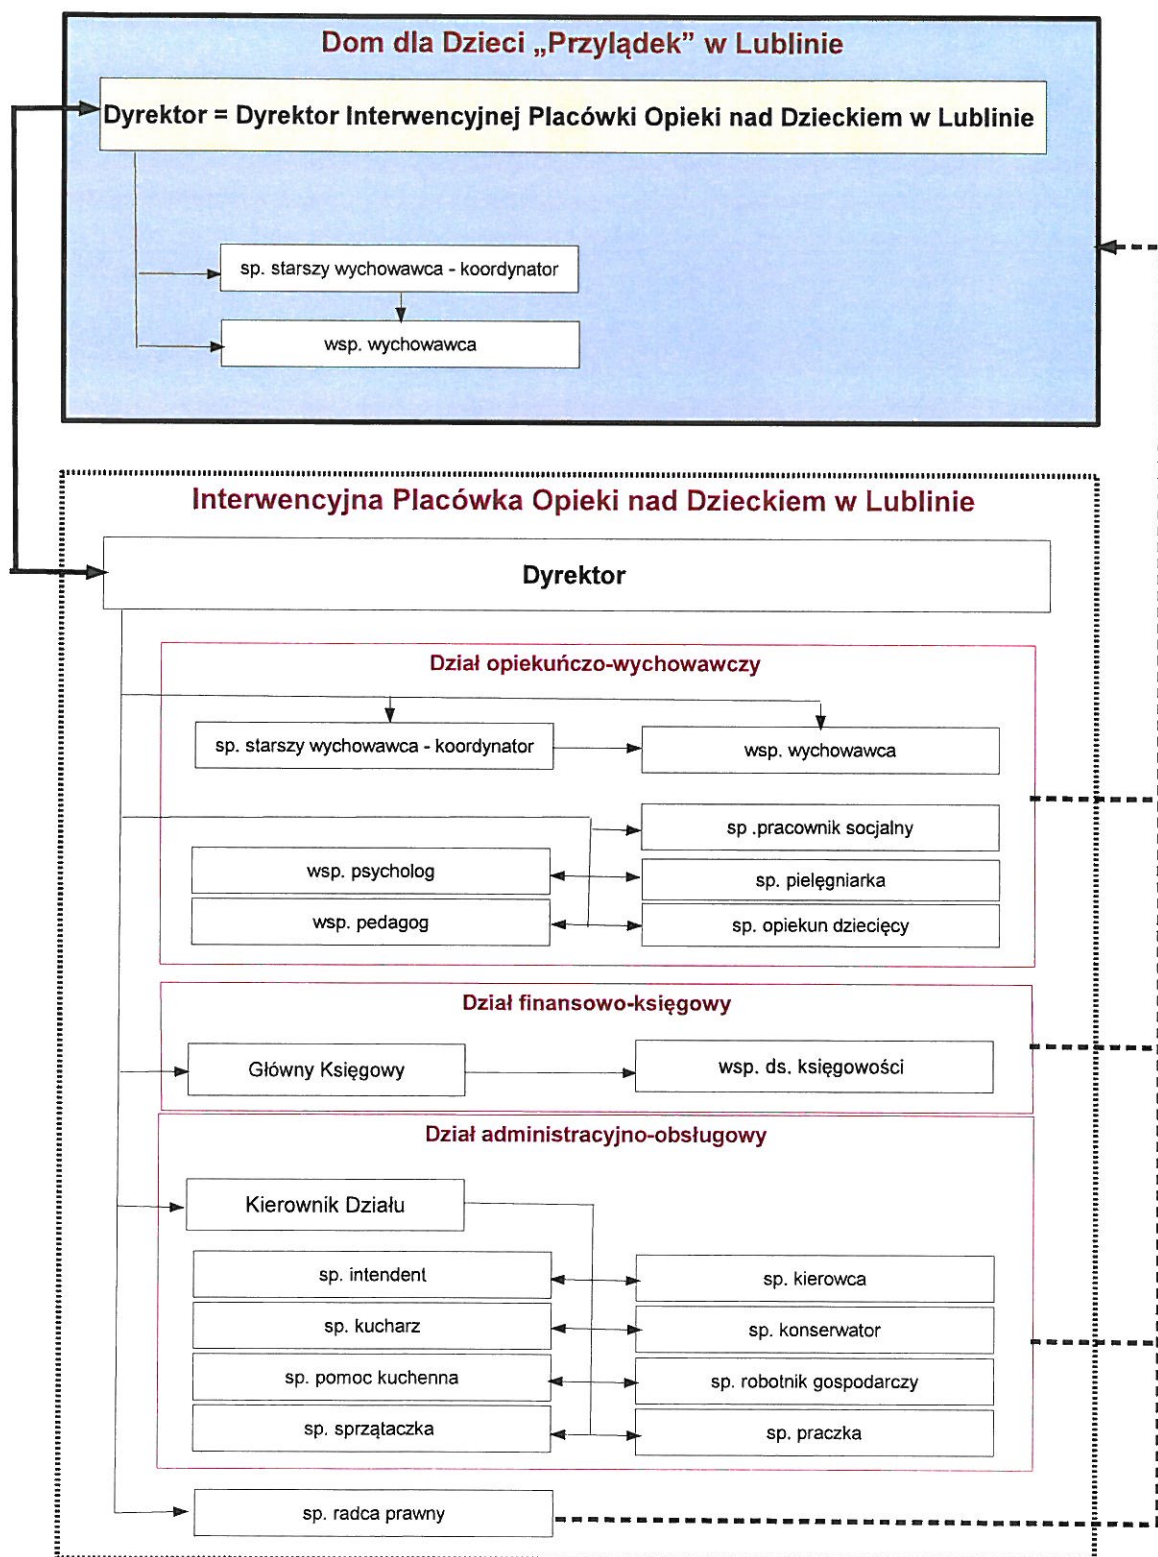 Dom dla Dzieci „Przylądek” w Lublinie
Dyrektor = Dyrektor Interwencyjnej Placówki Opieki nad Dzieckiem w Lublinie
sp. starszy wychowawca - koordynator
wsp. wychowawca
Interwencyjna Placówka Opieki nad Dzieckiem w Lublinie
Dyrektor
Dział opiekuńczo-wychowawczy
sp. starszy wychowawca - koordynator
wsp. wychowawca
sp .pracownik socjalny
wsp. psycholog
sp. pielęgniarka
wsp. pedagog
sp. opiekun dziecięcy
Dział finansowo-księgowy
Główny Księgowy
wsp. ds. księgowości
Dział administracyjno-obsługowy
Kierownik Działu
sp. intendent
sp. kierowca
sp. kucharz
sp. konserwator
sp. pomoc kuchenna
sp. robotnik gospodarczy
sp. sprzątaczka
sp. praczka
sp. radca prawny